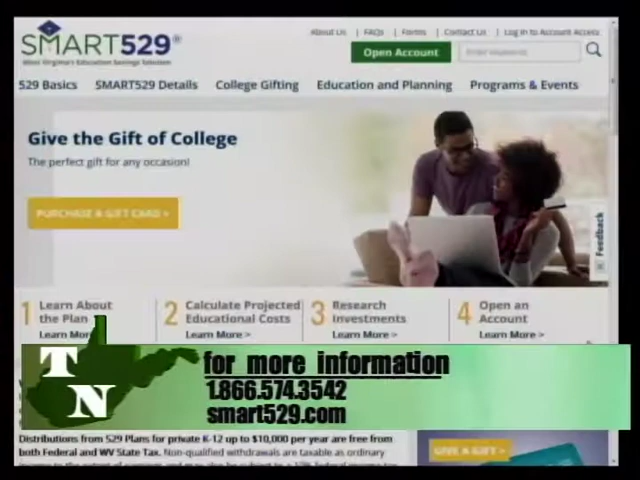 SMART529®
West Virginia's Education Savings Solution
About Us | FAQs | Forms | Contact Us | Log In to Account Access
Open Account
Enter keywords
529 Basics SMART529 Details College Gifting Education and Planning Programs & Events
Give the Gift of College
The perfect gift for any occasion!
PURCHASE A GIFT CARD >
Feedback
1 Learn About the Plan
Learn More
2 Calculate Projected Educational Costs
Learn More >
3 Research Investments
Learn More >
4 Open an Account
Learn More >
T N
for more information
1.866.574.3542
smart529.com
Distributions from 529 Plans for private K-12 up to $10,000 per year are free from
both Federal and WV State Tax. Non-qualified withdrawals are taxable as ordinary
GIVE A GIFT >